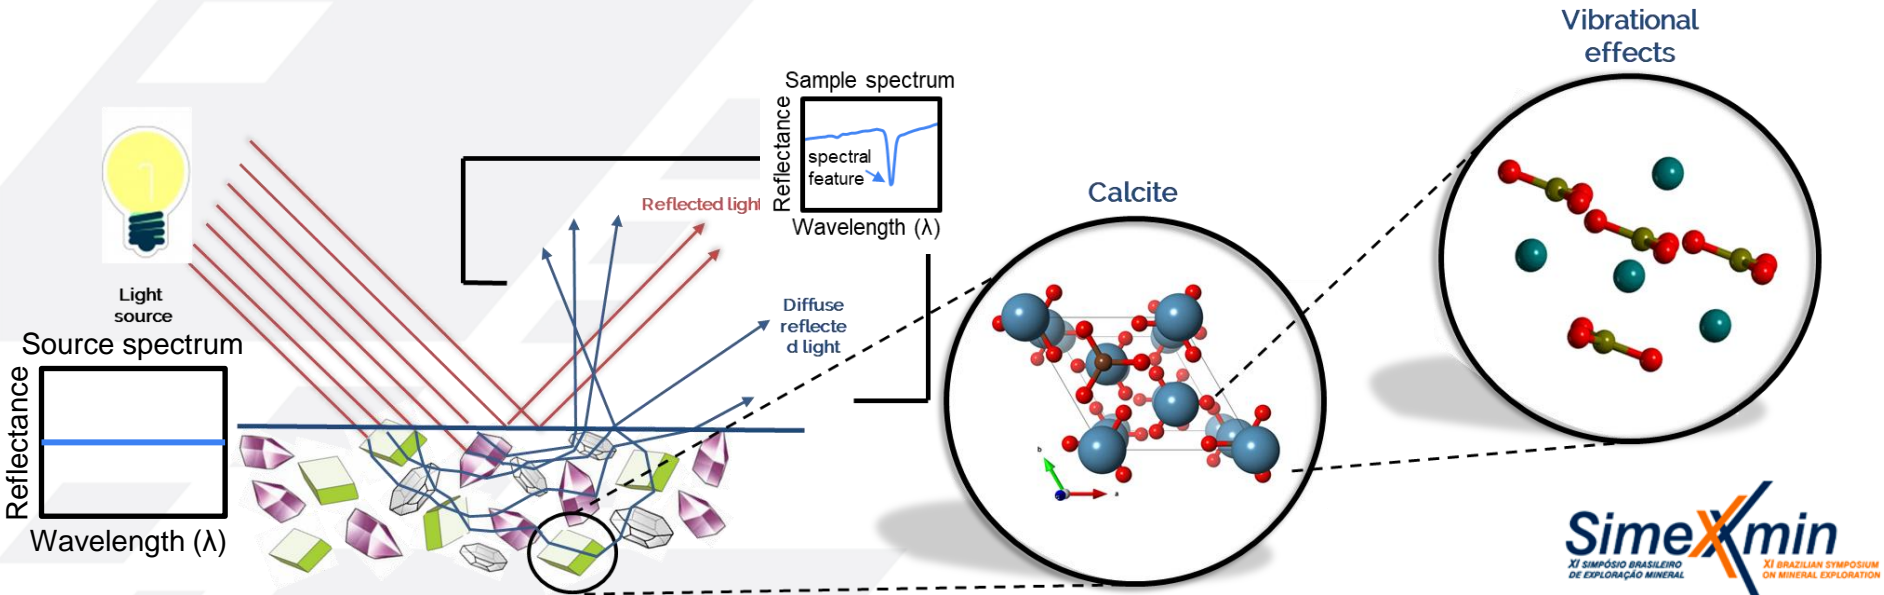 Vibrational
effects
Sample spectrum
Reflectance
spectral
feature
Wavelength (λ)
Reflected light
Calcite
Light
source
Diffuse
reflecte
d light
Source spectrum
Reflectance
Wavelength (λ)
b
a
SimeXXmin
XI SIMPÓSIO BRASILEIRO
DE EXPLORAÇÃO MINERAL
XI BRAZILIAN SYMPOSIUM
ON MINERAL EXPLORATION